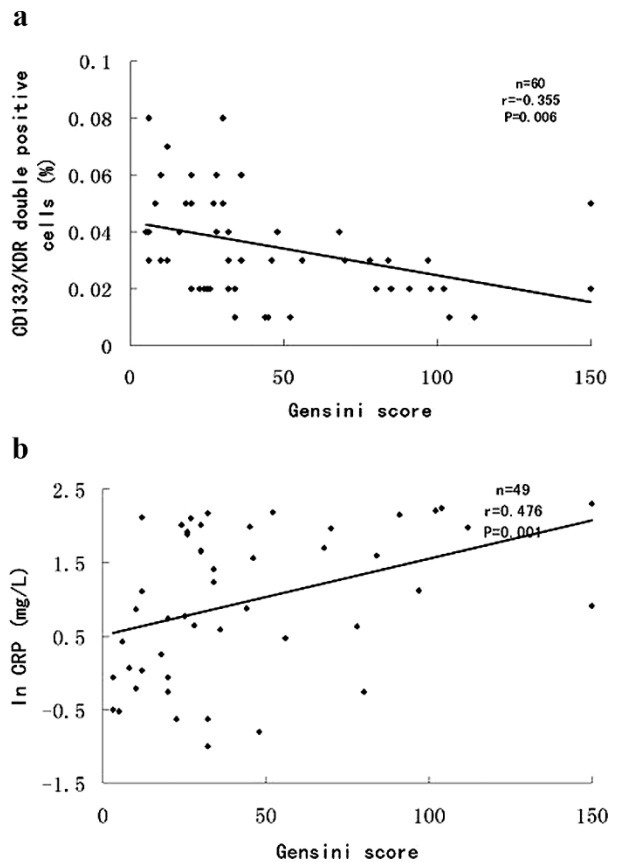 a
0.1
0.08
0.06
0.04
0.02
0
CD133/KDR double positive
cells (%)
n=60
r=-0.355
P=0.006
0 50 100 150
Gensini score
b
2.5
1.5
0.5
-0.5
-1.5
ln CRP (mg/L)
n=49
r=0.476
P=0.001
0 50 100 150
Gensini score